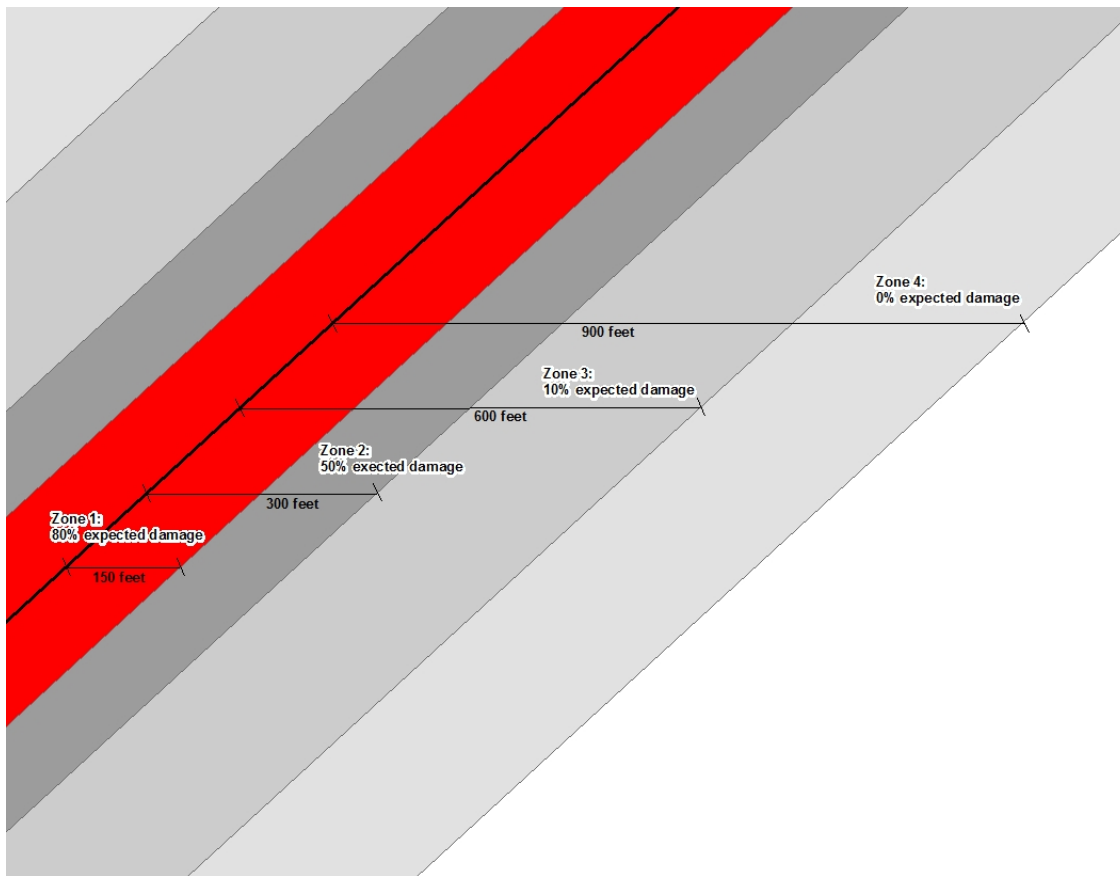 Zone 4:
0% expected damage
900 feet
Zone 3:
10% expected damage
600 feet
Zone 2:
50% exected damage
300 feet
Zone 1:
80% expected damage
150 feet